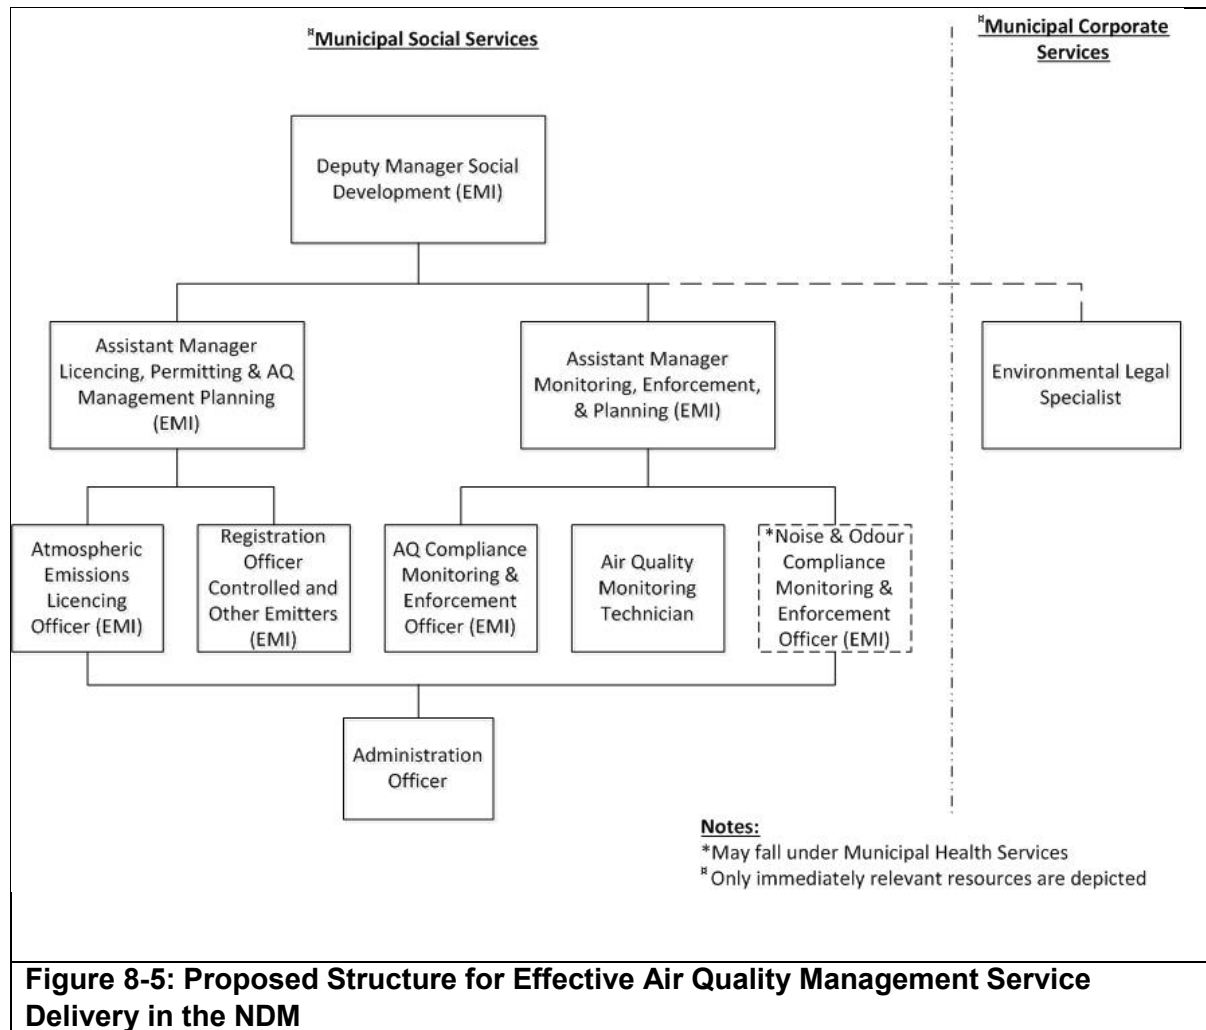 ¤Municipal Social Services
¤Municipal Corporate
Services
Deputy Manager Social
Development (EMI)
Assistant Manager
Licencing, Permitting & AQ
Management Planning
(EMI)
Assistant Manager
Monitoring, Enforcement,
& Planning (EMI)
Environmental Legal
Specialist
Atmospheric
Emissions
Licencing
Officer (EMI)
Registration
Officer
Controlled and
Other Emitters
(EMI)
AQ Compliance
Monitoring &
Enforcement
Officer (EMI)
Air Quality
Monitoring
Technician
*Noise & Odour
Compliance
Monitoring &
Enforcement
Officer (EMI)
Administration
Officer
Notes:
*May fall under Municipal Health Services
¤Only immediately relevant resources are depicted
Figure 8-5: Proposed Structure for Effective Air Quality Management Service
Delivery in the NDM